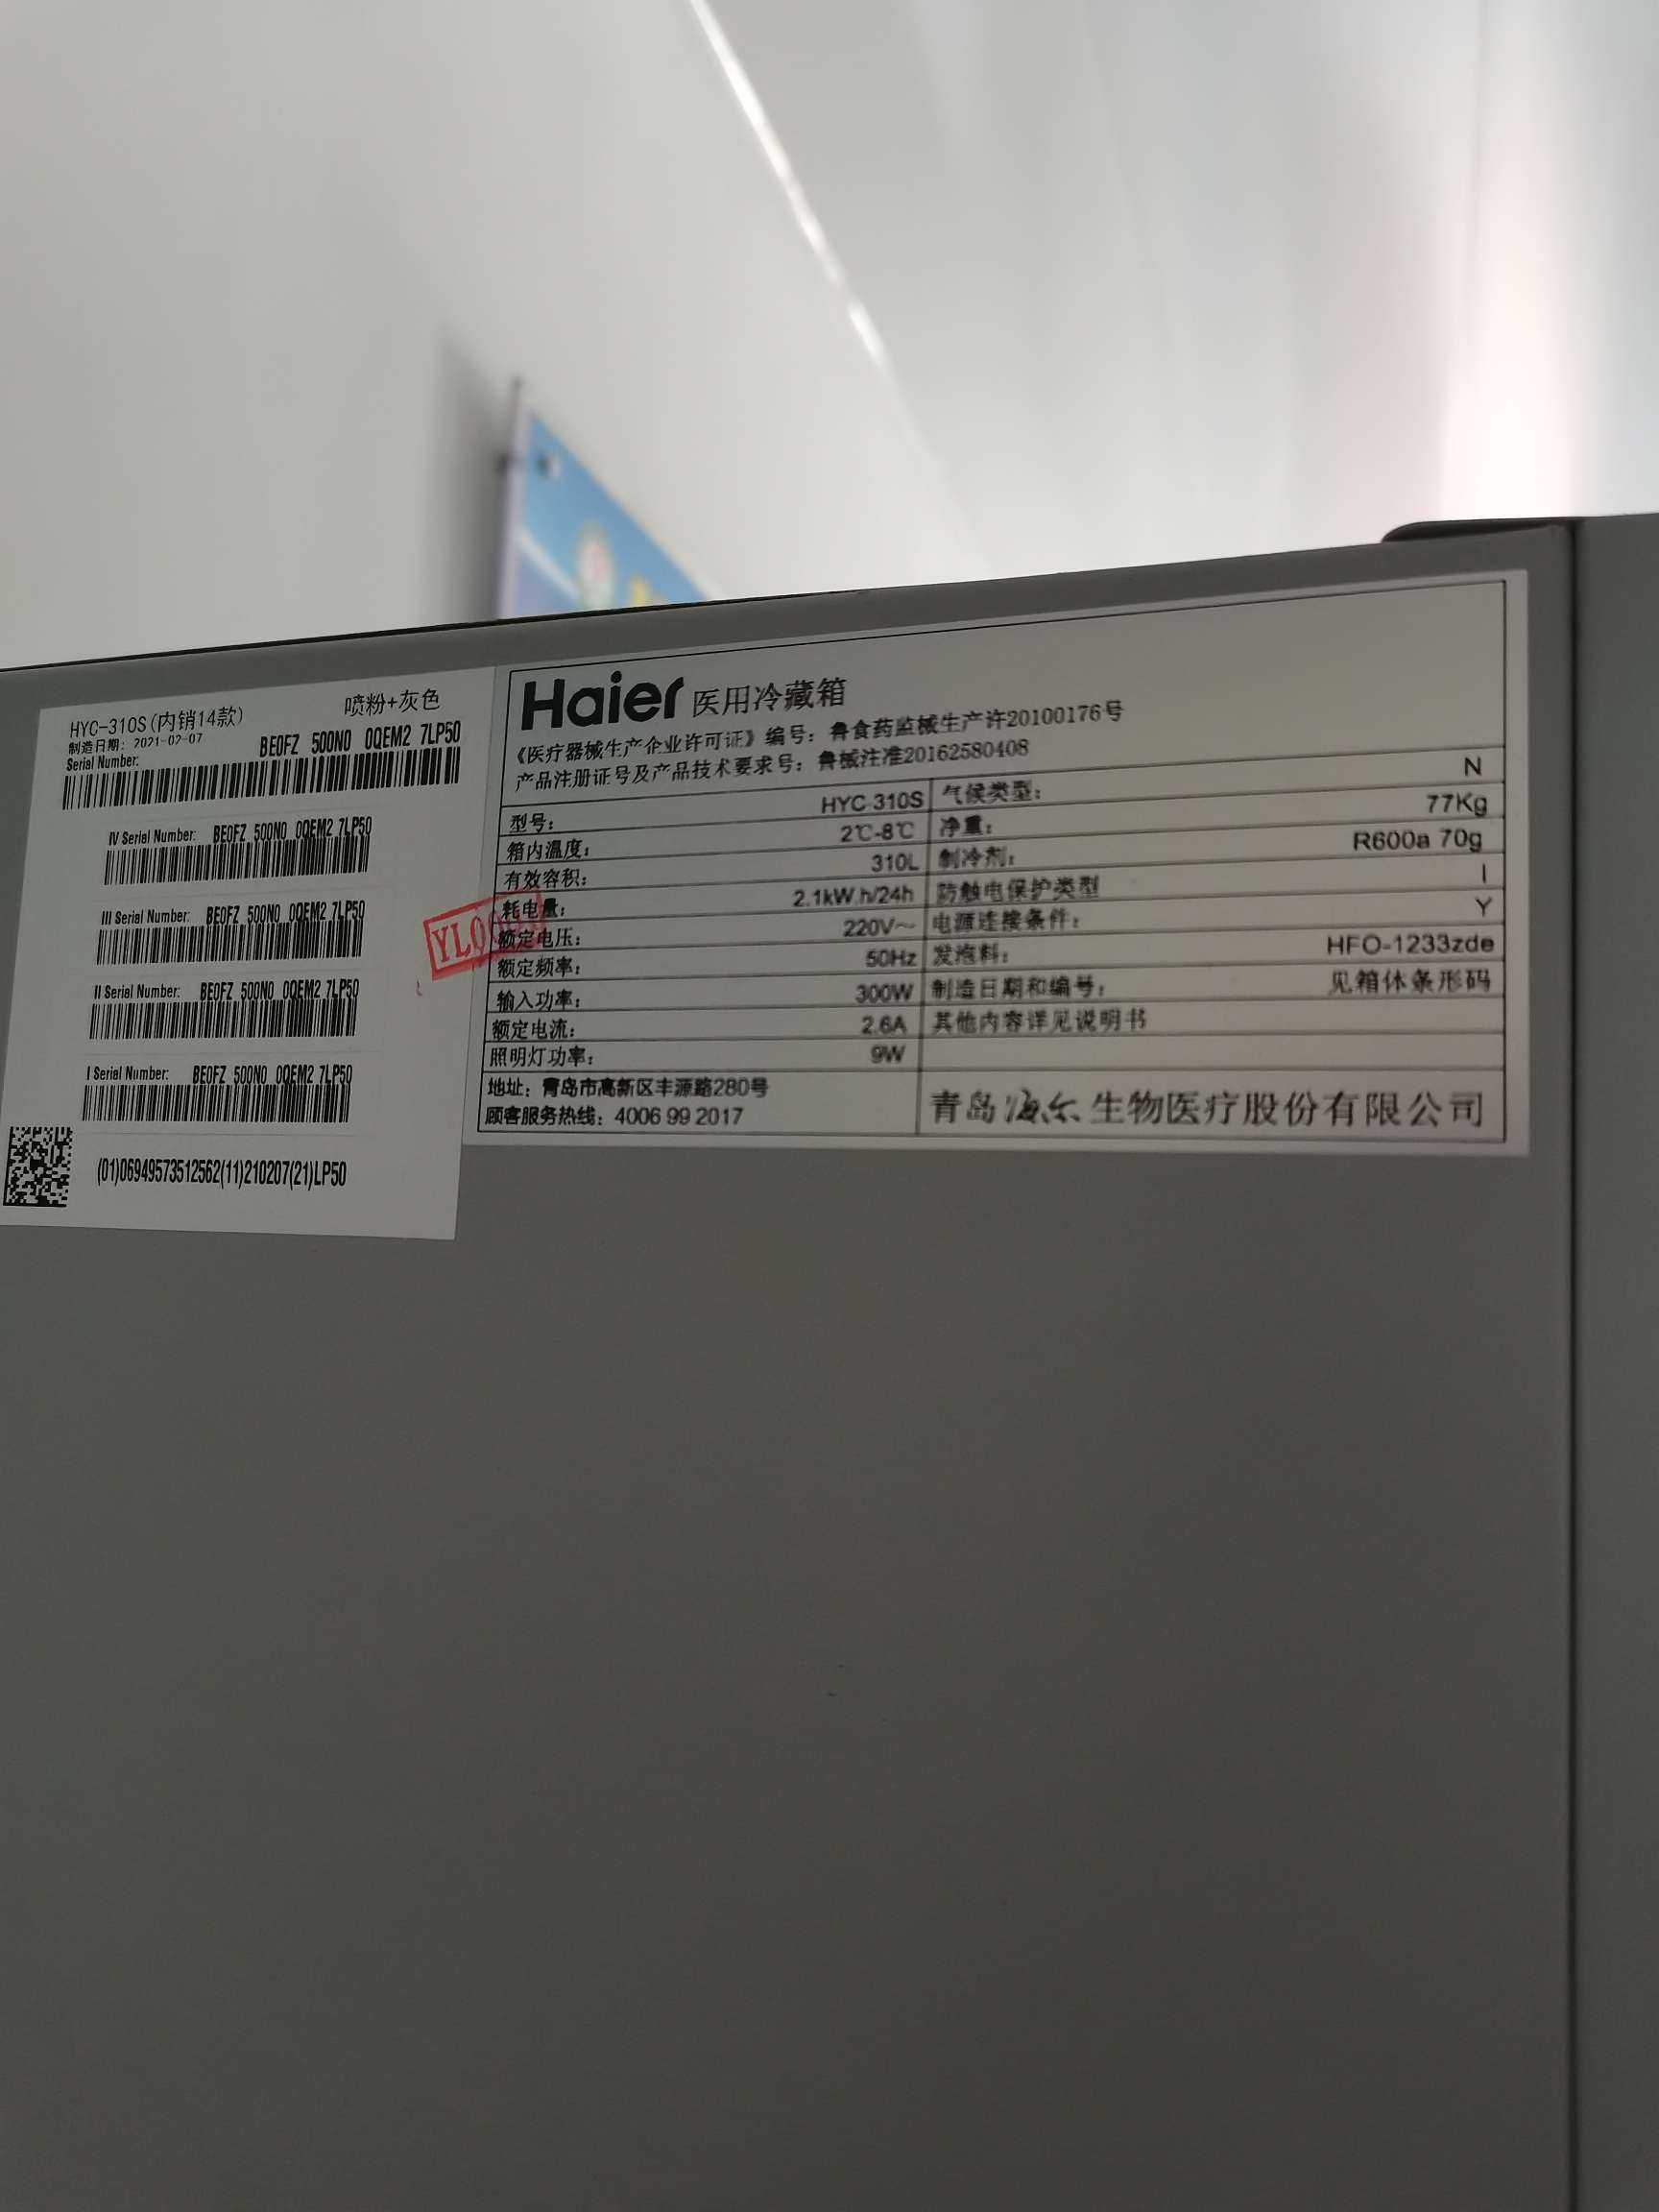 HYC-310S(内销14款) 喷粉+灰色
制造日期: 2021-02-07
Serial Number: BE0FZ 500N0 0QEM2 7LP50
IV Serial Number: BE0FZ 500N0 0QEM2 7LP50
III Serial Number: BE0FZ 500N0 0QEM2 7LP50
II Serial Number: BE0FZ 500N0 0QEM2 7LP50
I Serial Number: BE0FZ 500N0 0QEM2 7LP50
(01)06949573512562(11)210207(21)LP50
Haier 医用冷藏箱
《医疗器械生产企业许可证》编号：鲁食药监械生产许20100176号
产品注册证号及产品技术要求号：鲁械注准20162580408
型号： HYC-310S 气候类型： N
箱内温度： 2℃-8℃ 净重： 77Kg
有效容积： 310L 制冷剂： R600a 70g
耗电量： 2.1kW.h/24h 防触电保护类型 I
额定电压： 220V～ 电源连接条件： Y
额定频率： 50Hz 发泡料： HFO-1233zde
输入功率： 300W 制造日期和编号： 见箱体条形码
额定电流： 2.6A 其他内容详见说明书
照明灯功率： 9W
地址：青岛市高新区丰源路280号
顾客服务热线：4006 99 2017
青岛海尔生物医疗股份有限公司